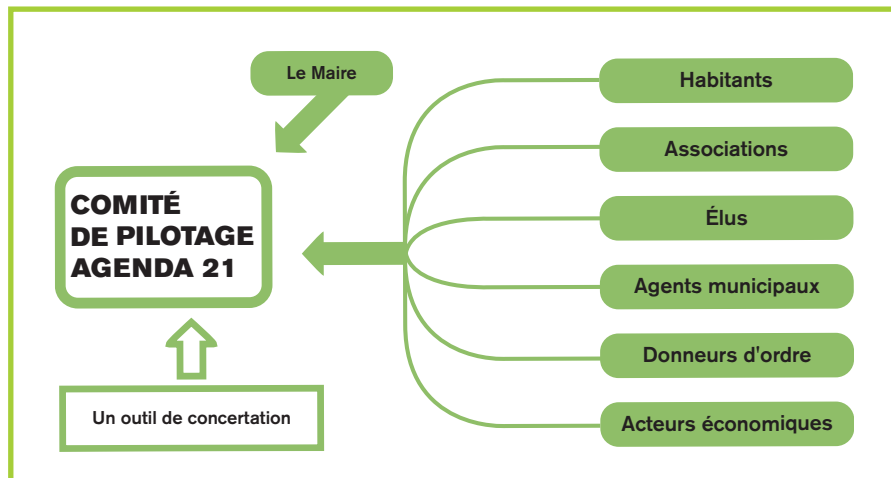 Le Maire
COMITÉ
DE PILOTAGE
AGENDA 21
Un outil de concertation
Habitants
Associations
Élus
Agents municipaux
Donneurs d'ordre
Acteurs économiques